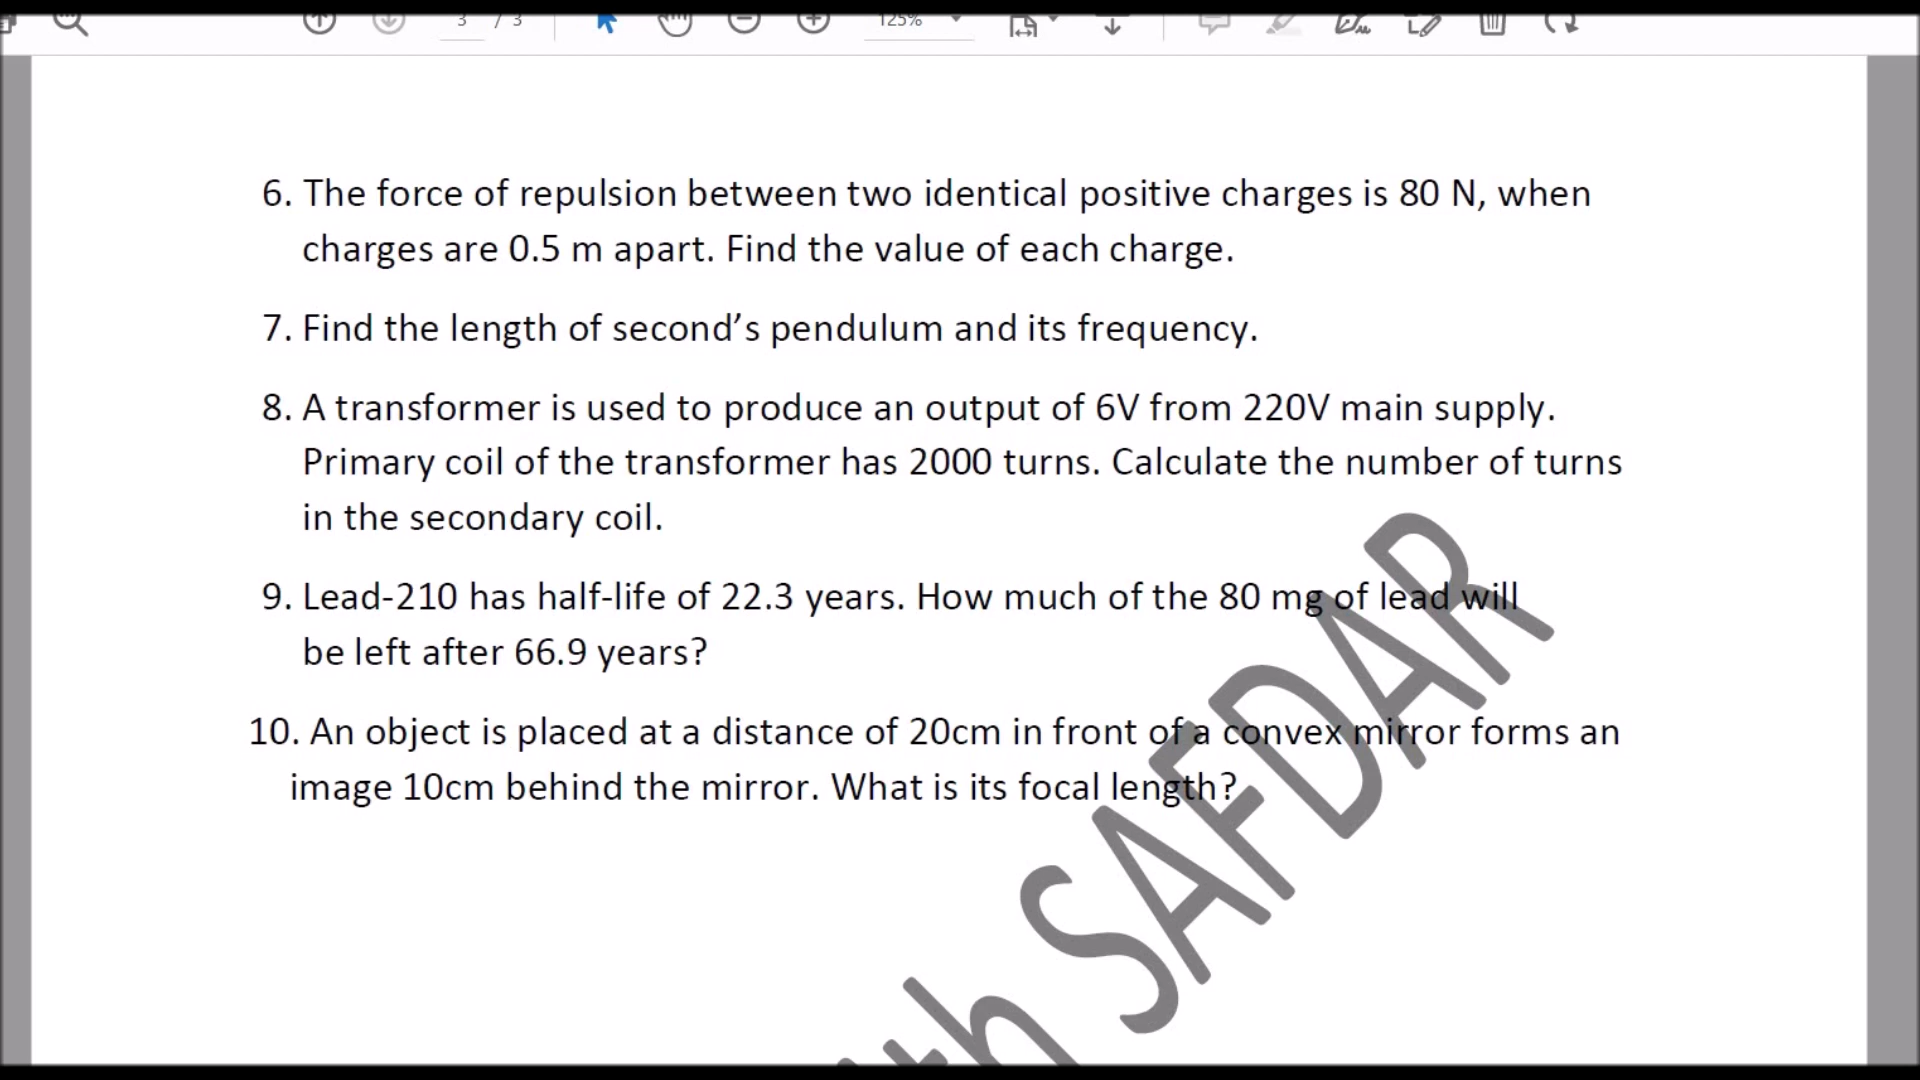 3 / 3
125%
6. The force of repulsion between two identical positive charges is 80 N, when
charges are 0.5 m apart. Find the value of each charge.
7. Find the length of second’s pendulum and its frequency.
8. A transformer is used to produce an output of 6V from 220V main supply.
Primary coil of the transformer has 2000 turns. Calculate the number of turns
in the secondary coil.
9. Lead-210 has half-life of 22.3 years. How much of the 80 mg of lead will
be left after 66.9 years?
10. An object is placed at a distance of 20cm in front of a convex mirror forms an
image 10cm behind the mirror. What is its focal length?
SAFDAR